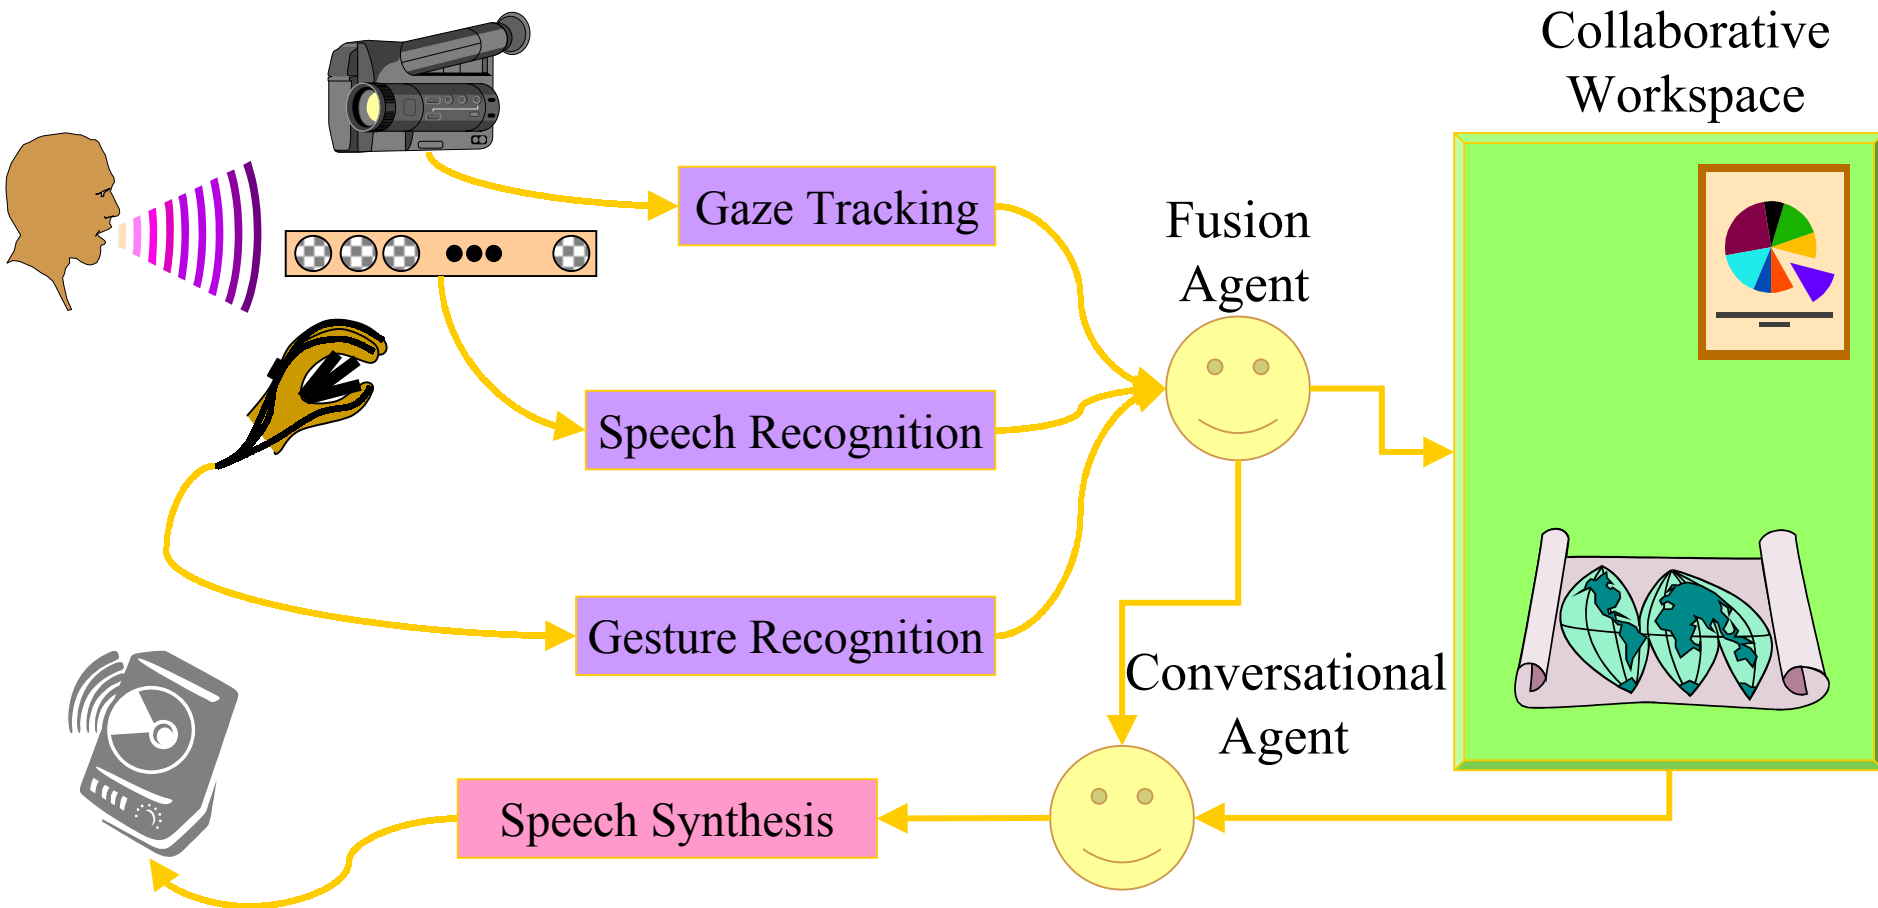 Collaborative
Workspace
Gaze Tracking
Fusion
Agent
Speech Recognition
Gesture Recognition
Conversational
Agent
Speech Synthesis